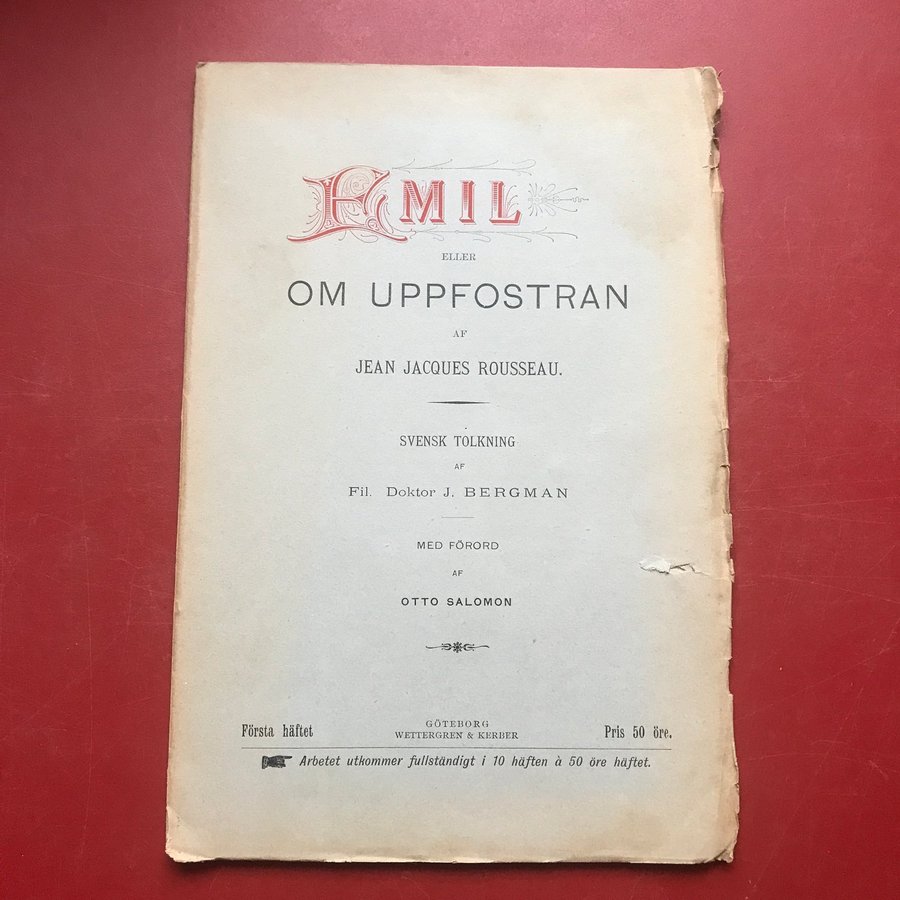 EMIL
ELLER
OM UPPFOSTRAN
AF
JEAN JACQUES ROUSSEAU.
SVENSK TOLKNING
AF
Fil. Doktor J. BERGMAN
MED FÖRORD
AF
OTTO SALOMON
GÖTEBORG
Första häftet WETTERGREN & KERBER Pris 50 öre.
Arbetet utkommer fullständigt i 10 häften à 50 öre häftet.